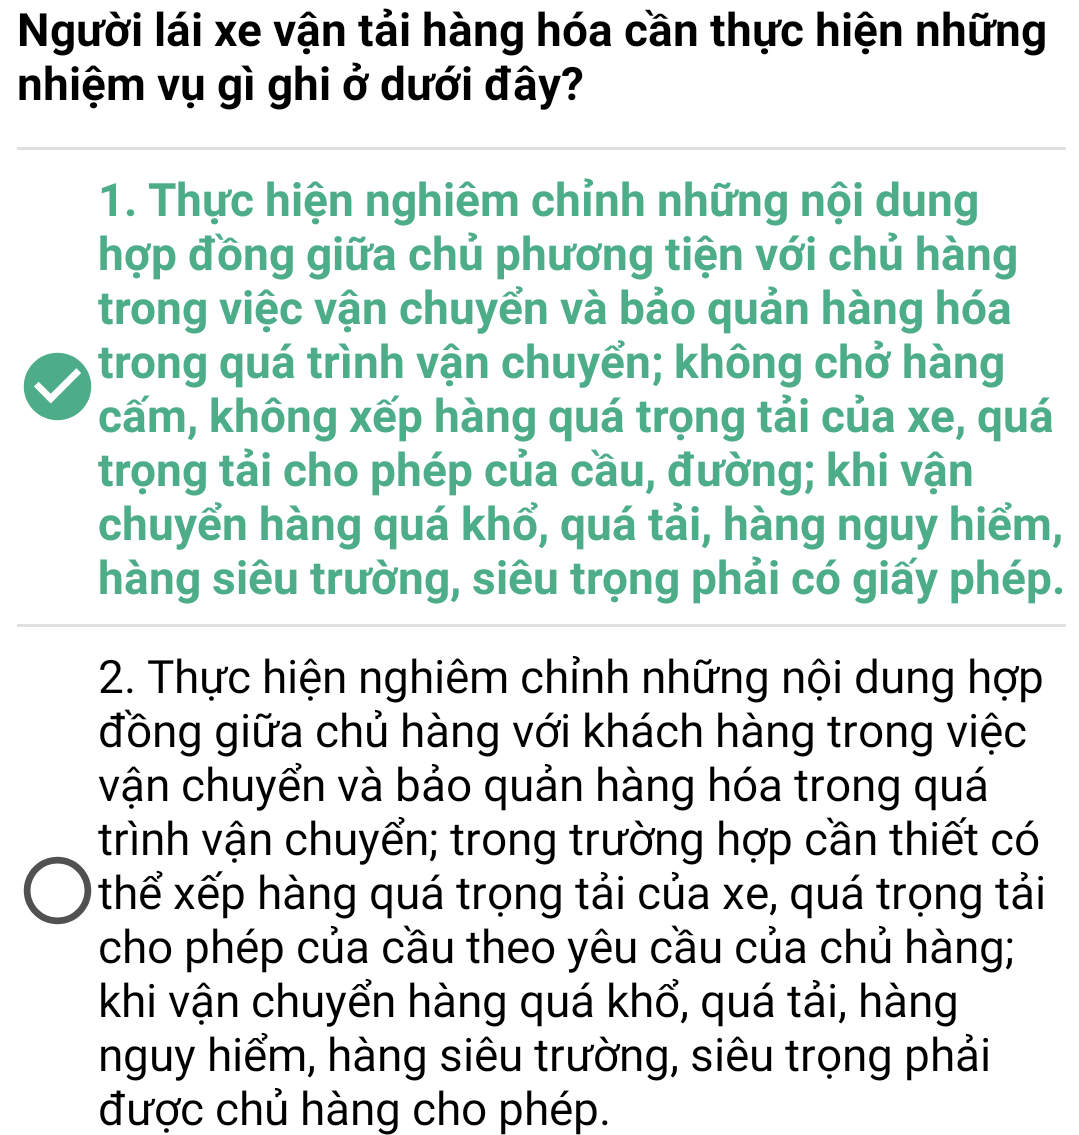 Người lái xe vận tải hàng hóa cần thực hiện những
nhiệm vụ gì ghi ở dưới đây?
1. Thực hiện nghiêm chỉnh những nội dung
hợp đồng giữa chủ phương tiện với chủ hàng
trong việc vận chuyển và bảo quản hàng hóa
trong quá trình vận chuyển; không chở hàng
cấm, không xếp hàng quá trọng tải của xe, quá
trọng tải cho phép của cầu, đường; khi vận
chuyển hàng quá khổ, quá tải, hàng nguy hiểm,
hàng siêu trường, siêu trọng phải có giấy phép.
2. Thực hiện nghiêm chỉnh những nội dung hợp
đồng giữa chủ hàng với khách hàng trong việc
vận chuyển và bảo quản hàng hóa trong quá
trình vận chuyển; trong trường hợp cần thiết có
thể xếp hàng quá trọng tải của xe, quá trọng tải
cho phép của cầu theo yêu cầu của chủ hàng;
khi vận chuyển hàng quá khổ, quá tải, hàng
nguy hiểm, hàng siêu trường, siêu trọng phải
được chủ hàng cho phép.